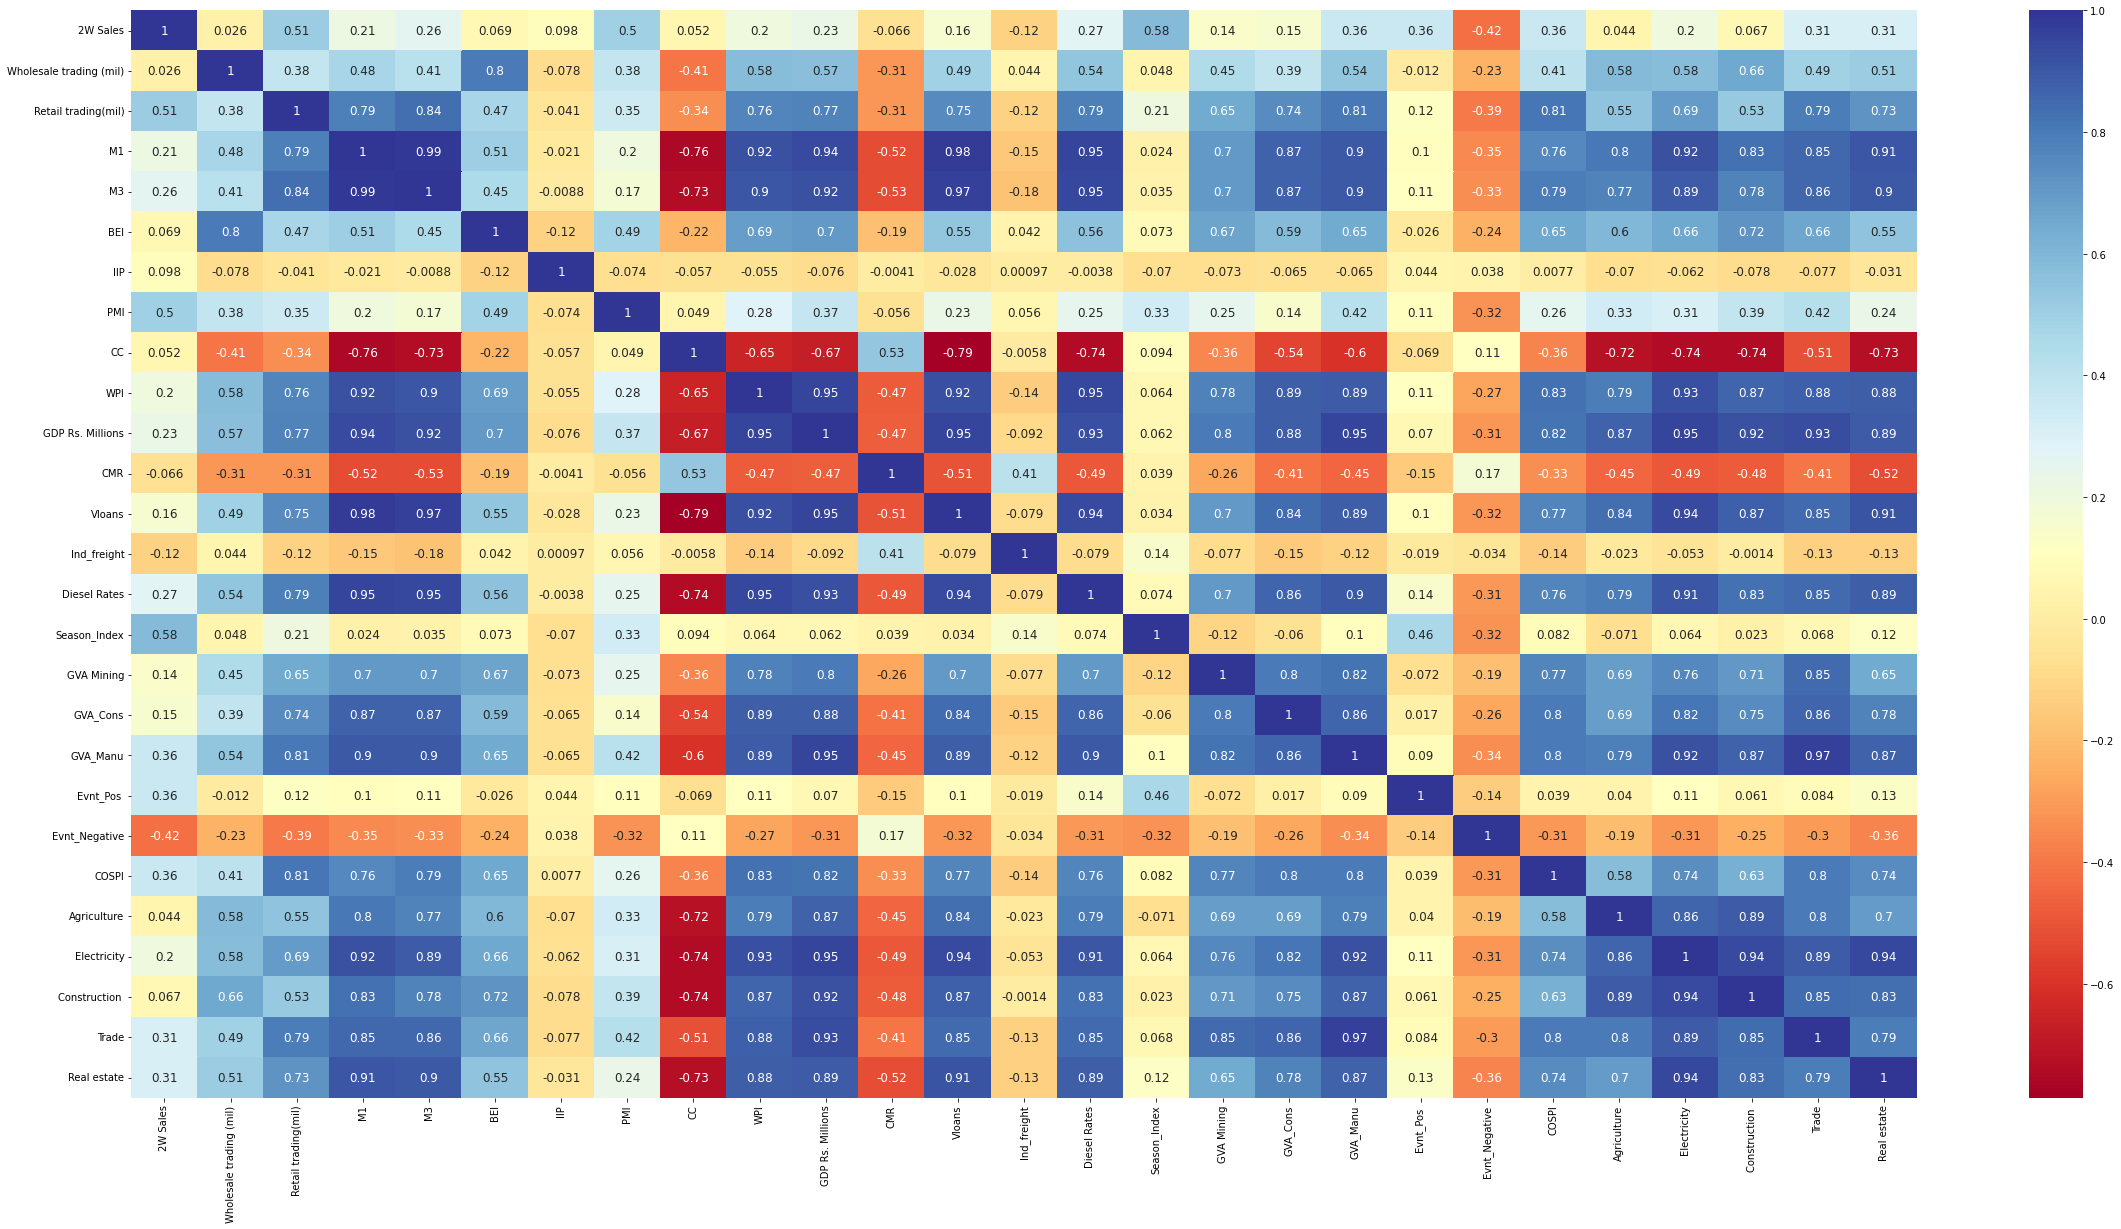 2W Sales 1 0.026 0.51 0.21 0.26 0.069 0.098 0.5 0.052 0.2 0.23 -0.066 0.16 -0.12 0.27 0.58 0.14 0.15 0.36 0.36 -0.42 0.36 0.044 0.2 0.067 0.31 0.31
Wholesale trading (mil) 0.026 1 0.38 0.48 0.41 0.8 -0.078 0.38 -0.41 0.58 0.57 -0.31 0.49 0.044 0.54 0.048 0.45 0.39 0.54 -0.012 -0.23 0.41 0.58 0.58 0.66 0.49 0.51
Retail trading(mil) 0.51 0.38 1 0.79 0.84 0.47 -0.041 0.35 -0.34 0.76 0.77 -0.31 0.75 -0.12 0.79 0.21 0.65 0.74 0.81 0.12 -0.39 0.81 0.55 0.69 0.53 0.79 0.73
M1 0.21 0.48 0.79 1 0.99 0.51 -0.021 0.2 -0.76 0.92 0.94 -0.52 0.98 -0.15 0.95 0.024 0.7 0.87 0.9 0.1 -0.35 0.76 0.8 0.92 0.83 0.85 0.91
M3 0.26 0.41 0.84 0.99 1 0.45 -0.0088 0.17 -0.73 0.9 0.92 -0.53 0.97 -0.18 0.95 0.035 0.7 0.87 0.9 0.11 -0.33 0.79 0.77 0.89 0.78 0.86 0.9
BEI 0.069 0.8 0.47 0.51 0.45 1 -0.12 0.49 -0.22 0.69 0.7 -0.19 0.55 0.042 0.56 0.073 0.67 0.59 0.65 -0.026 -0.24 0.65 0.6 0.66 0.72 0.66 0.55
IIP 0.098 -0.078 -0.041 -0.021 -0.0088 -0.12 1 -0.074 -0.057 -0.055 -0.076 -0.0041 -0.028 0.00097 -0.0038 -0.07 -0.073 -0.065 -0.065 0.044 0.038 0.0077 -0.07 -0.062 -0.078 -0.077 -0.031
PMI 0.5 0.38 0.35 0.2 0.17 0.49 -0.074 1 0.049 0.28 0.37 -0.056 0.23 0.056 0.25 0.33 0.25 0.14 0.42 0.11 -0.32 0.26 0.33 0.31 0.39 0.42 0.24
CC 0.052 -0.41 -0.34 -0.76 -0.73 -0.22 -0.057 0.049 1 -0.65 -0.67 0.53 -0.79 -0.0058 -0.74 0.094 -0.36 -0.54 -0.6 -0.069 0.11 -0.36 -0.72 -0.74 -0.74 -0.51 -0.73
WPI 0.2 0.58 0.76 0.92 0.9 0.69 -0.055 0.28 -0.65 1 0.95 -0.47 0.92 -0.14 0.95 0.064 0.78 0.89 0.89 0.11 -0.27 0.83 0.79 0.93 0.87 0.88 0.88
GDP Rs. Millions 0.23 0.57 0.77 0.94 0.92 0.7 -0.076 0.37 -0.67 0.95 1 -0.47 0.95 -0.092 0.93 0.062 0.8 0.88 0.95 0.07 -0.31 0.82 0.87 0.95 0.92 0.93 0.89
CMR -0.066 -0.31 -0.31 -0.52 -0.53 -0.19 -0.0041 -0.056 0.53 -0.47 -0.47 1 -0.51 0.41 -0.49 0.039 -0.26 -0.41 -0.45 -0.15 0.17 -0.33 -0.45 -0.49 -0.48 -0.41 -0.52
Vloans 0.16 0.49 0.75 0.98 0.97 0.55 -0.028 0.23 -0.79 0.92 0.95 -0.51 1 -0.079 0.94 0.034 0.7 0.84 0.89 0.1 -0.32 0.77 0.84 0.94 0.87 0.85 0.91
Ind_freight -0.12 0.044 -0.12 -0.15 -0.18 0.042 0.00097 0.056 -0.0058 -0.14 -0.092 0.41 -0.079 1 -0.079 0.14 -0.077 -0.15 -0.12 -0.019 -0.034 -0.14 -0.023 -0.053 -0.0014 -0.13 -0.13
Diesel Rates 0.27 0.54 0.79 0.95 0.95 0.56 -0.0038 0.25 -0.74 0.95 0.93 -0.49 0.94 -0.079 1 0.074 0.7 0.86 0.9 0.14 -0.31 0.76 0.79 0.91 0.83 0.85 0.89
Season_Index 0.58 0.048 0.21 0.024 0.035 0.073 -0.07 0.33 0.094 0.064 0.062 0.039 0.034 0.14 0.074 1 -0.12 -0.06 0.1 0.46 -0.32 0.082 -0.071 0.064 0.023 0.068 0.12
GVA Mining 0.14 0.45 0.65 0.7 0.7 0.67 -0.073 0.25 -0.36 0.78 0.8 -0.26 0.7 -0.077 0.7 -0.12 1 0.8 0.82 -0.072 -0.19 0.77 0.69 0.76 0.71 0.85 0.65
GVA_Cons 0.15 0.39 0.74 0.87 0.87 0.59 -0.065 0.14 -0.54 0.89 0.88 -0.41 0.84 -0.15 0.86 -0.06 0.8 1 0.86 0.017 -0.26 0.8 0.69 0.82 0.75 0.86 0.78
GVA_Manu 0.36 0.54 0.81 0.9 0.9 0.65 -0.065 0.42 -0.6 0.89 0.95 -0.45 0.89 -0.12 0.9 0.1 0.82 0.86 1 0.09 -0.34 0.8 0.79 0.92 0.87 0.97 0.87
Evnt_Pos 0.36 -0.012 0.12 0.1 0.11 -0.026 0.044 0.11 -0.069 0.11 0.07 -0.15 0.1 -0.019 0.14 0.46 -0.072 0.017 0.09 1 -0.14 0.039 0.04 0.11 0.061 0.084 0.13
Evnt_Negative -0.42 -0.23 -0.39 -0.35 -0.33 -0.24 0.038 -0.32 0.11 -0.27 -0.31 0.17 -0.32 -0.034 -0.31 -0.32 -0.19 -0.26 -0.34 -0.14 1 -0.31 -0.19 -0.31 -0.25 -0.3 -0.36
COSPI 0.36 0.41 0.81 0.76 0.79 0.65 0.0077 0.26 -0.36 0.83 0.82 -0.33 0.77 -0.14 0.76 0.082 0.77 0.8 0.8 0.039 -0.31 1 0.58 0.74 0.63 0.8 0.74
Agriculture 0.044 0.58 0.55 0.8 0.77 0.6 -0.07 0.33 -0.72 0.79 0.87 -0.45 0.84 -0.023 0.79 -0.071 0.69 0.69 0.79 0.04 -0.19 0.58 1 0.86 0.89 0.8 0.7
Electricity 0.2 0.58 0.69 0.92 0.89 0.66 -0.062 0.31 -0.74 0.93 0.95 -0.49 0.94 -0.053 0.91 0.064 0.76 0.82 0.92 0.11 -0.31 0.74 0.86 1 0.94 0.89 0.94
Construction 0.067 0.66 0.53 0.83 0.78 0.72 -0.078 0.39 -0.74 0.87 0.92 -0.48 0.87 -0.0014 0.83 0.023 0.71 0.75 0.87 0.061 -0.25 0.63 0.89 0.94 1 0.85 0.83
Trade 0.31 0.49 0.79 0.85 0.86 0.66 -0.077 0.42 -0.51 0.88 0.93 -0.41 0.85 -0.13 0.85 0.068 0.85 0.86 0.97 0.084 -0.3 0.8 0.8 0.89 0.85 1 0.79
Real estate 0.31 0.51 0.73 0.91 0.9 0.55 -0.031 0.24 -0.73 0.88 0.89 -0.52 0.91 -0.13 0.89 0.12 0.65 0.78 0.87 0.13 -0.36 0.74 0.7 0.94 0.83 0.79 1
2W Sales
Wholesale trading (mil)
Retail trading(mil)
M1
M3
BEI
IIP
PMI
CC
WPI
GDP Rs. Millions
CMR
Vloans
Ind_freight
Diesel Rates
Season_Index
GVA Mining
GVA_Cons
GVA_Manu
Evnt_Pos
Evnt_Negative
COSPI
Agriculture
Electricity
Construction
Trade
Real estate
1.0
0.8
0.6
0.4
0.2
0.0
−0.2
−0.4
−0.6